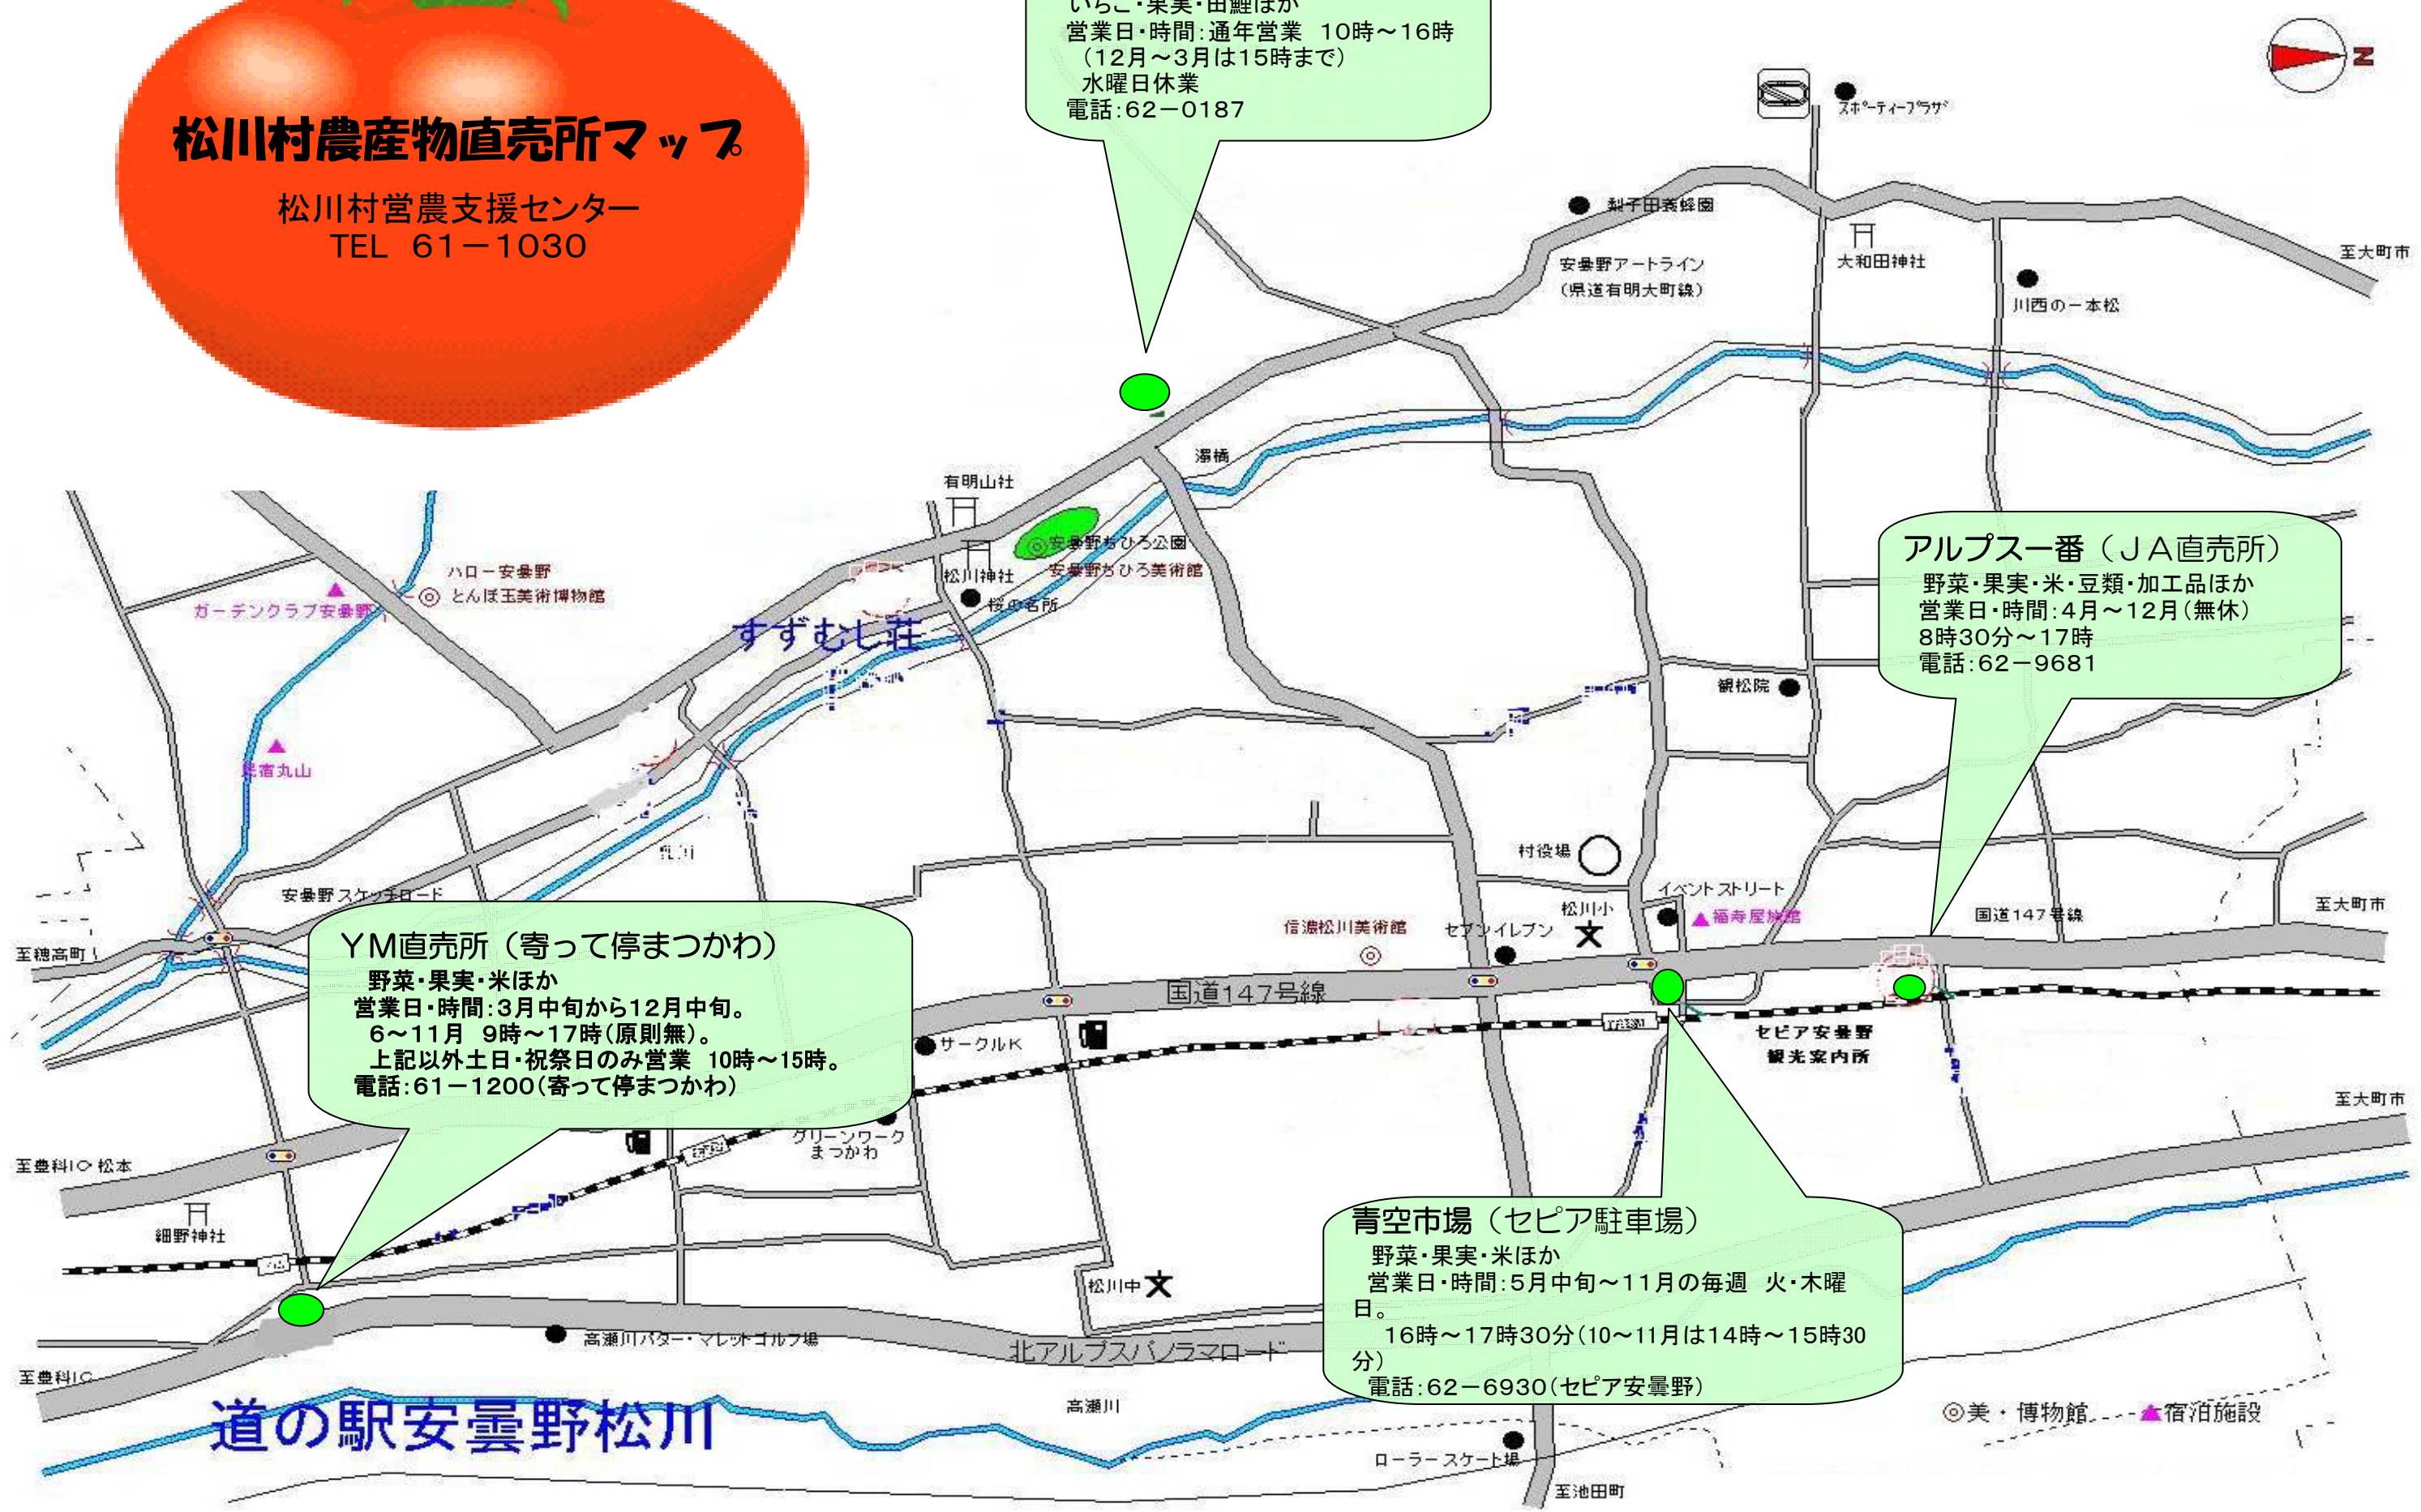 松川村農産物直売所マップ
松川村営農支援センター
TEL 61－1030
いちご・果実・田鯉ほか
営業日・時間：通年営業 10時～16時
（12月～3月は15時まで）
水曜日休業
電話：62－0187
N
スポーティープラザ
梨子田養蜂園
安曇野アートライン
（県道有明大町線）
大和田神社
至大町市
川西の一本松
濁橋
有明山社
安曇野ちひろ公園
安曇野ちひろ美術館
松川神社
桜の名所
すずむし荘
ハロー安曇野
とんぼ玉美術博物館
ガーデンクラブ安曇野
民宿丸山
乳川
安曇野スケッチロード
至穂高町
アルプス一番（ＪＡ直売所）
野菜・果実・米・豆類・加工品ほか
営業日・時間：4月～12月（無休）
8時30分～17時
電話：62－9681
観松院
村役場
イベントストリート
松川小
福寿屋旅館
国道147号線
至大町市
信濃松川美術館
セブンイレブン
国道147号線
ＹＭ直売所（寄って停まつかわ）
野菜・果実・米ほか
営業日・時間：3月中旬から12月中旬。
6～11月 9時～17時（原則無）。
上記以外土日・祝祭日のみ営業 10時～15時。
電話：61－1200（寄って停まつかわ）
サークルK
セピア安曇野
観光案内所
グリーンワーク
まつかわ
至豊科IC・松本
細野神社
至大町市
青空市場（セピア駐車場）
野菜・果実・米ほか
営業日・時間：5月中旬～11月の毎週 火・木曜
日。
16時～17時30分（10～11月は14時～15時30
分）
電話：62－6930（セピア安曇野）
松川中
高瀬川パター・マレットゴルフ場
北アルプスパノラマロード
至豊科IC
道の駅安曇野松川
高瀬川
ローラースケート場
至池田町
◎美・博物館
▲宿泊施設